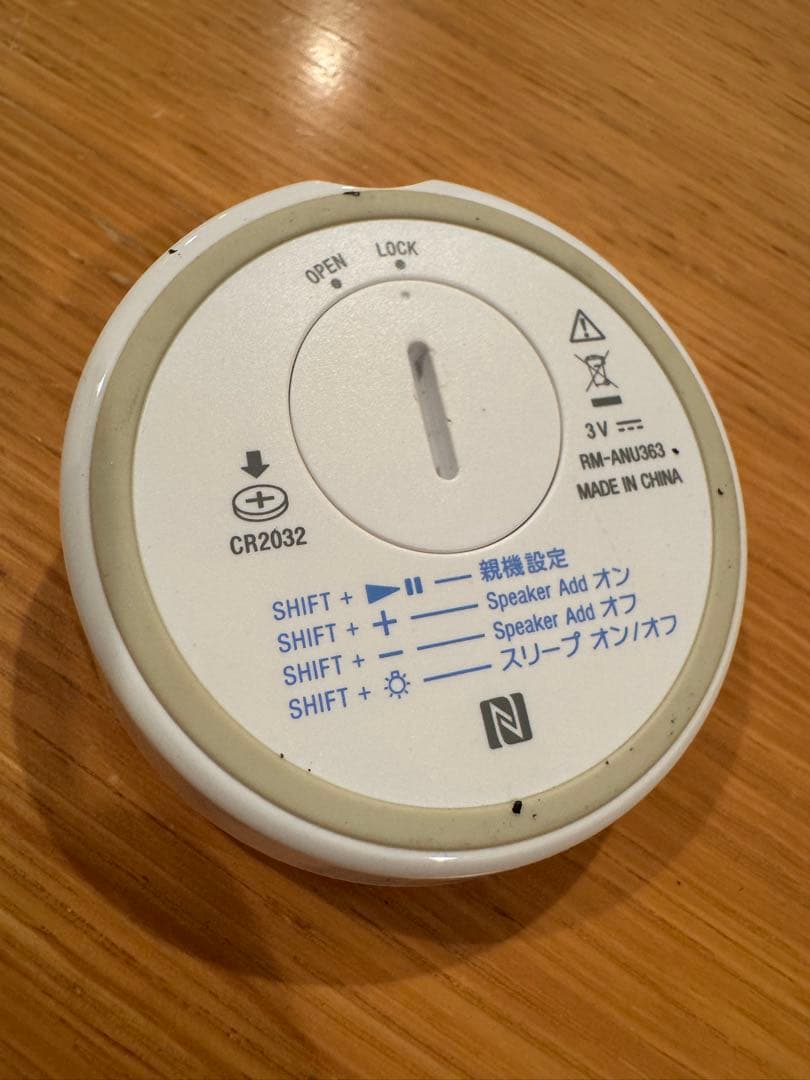 OPEN
LOCK
3V
RM-ANU363
MADE IN CHINA
CR2032
SHIFT + ▶II — 親機設定
SHIFT + + — Speaker Add オン
SHIFT + − — Speaker Add オフ
SHIFT + — スリープ オン/オフ
N